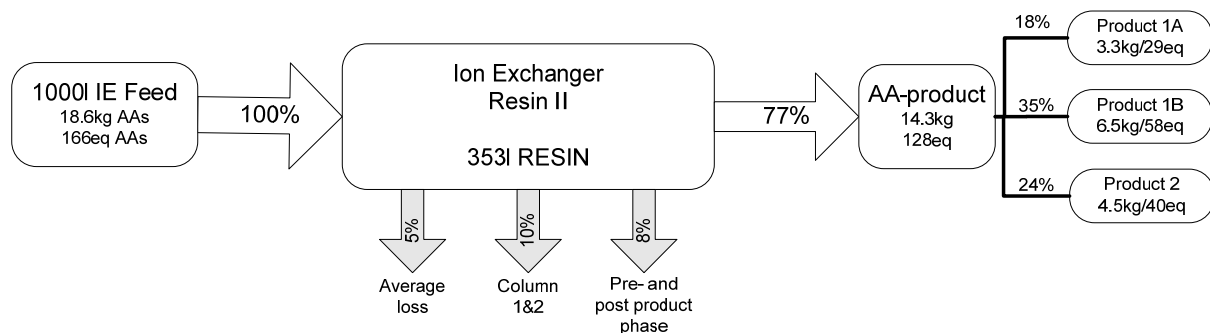 1000l IE Feed
18.6kg AAs
166eq AAs
100%
Ion Exchanger
Resin II
353l RESIN
5%
10%
8%
Average
loss
Column
1&2
Pre- and
post product
phase
77%
AA-product
14.3kg
128eq
18%
Product 1A
3.3kg/29eq
35%
Product 1B
6.5kg/58eq
24%
Product 2
4.5kg/40eq